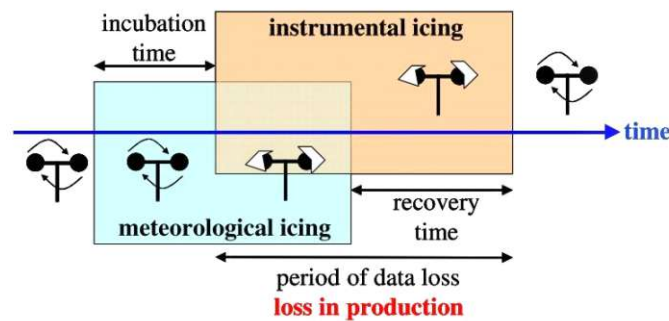 incubation
time
instrumental icing
time
meteorological icing
recovery
time
period of data loss
loss in production